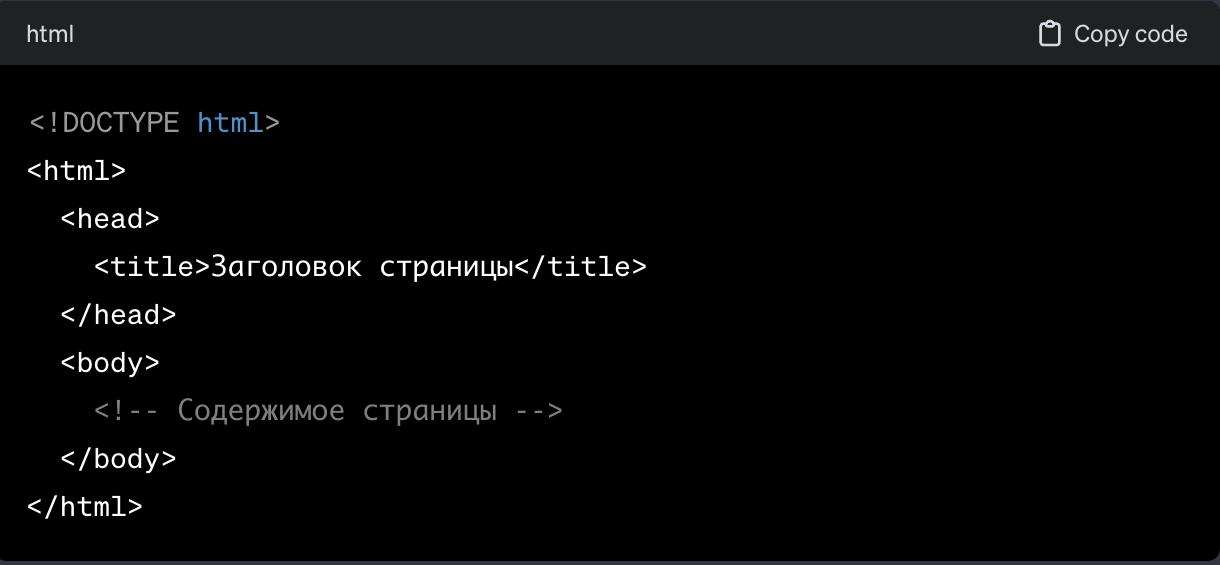 html
Copy code
<!DOCTYPE html>
<html>
  <head>
    <title>Заголовок страницы</title>
  </head>
  <body>
    <!-- Содержимое страницы -->
  </body>
</html>